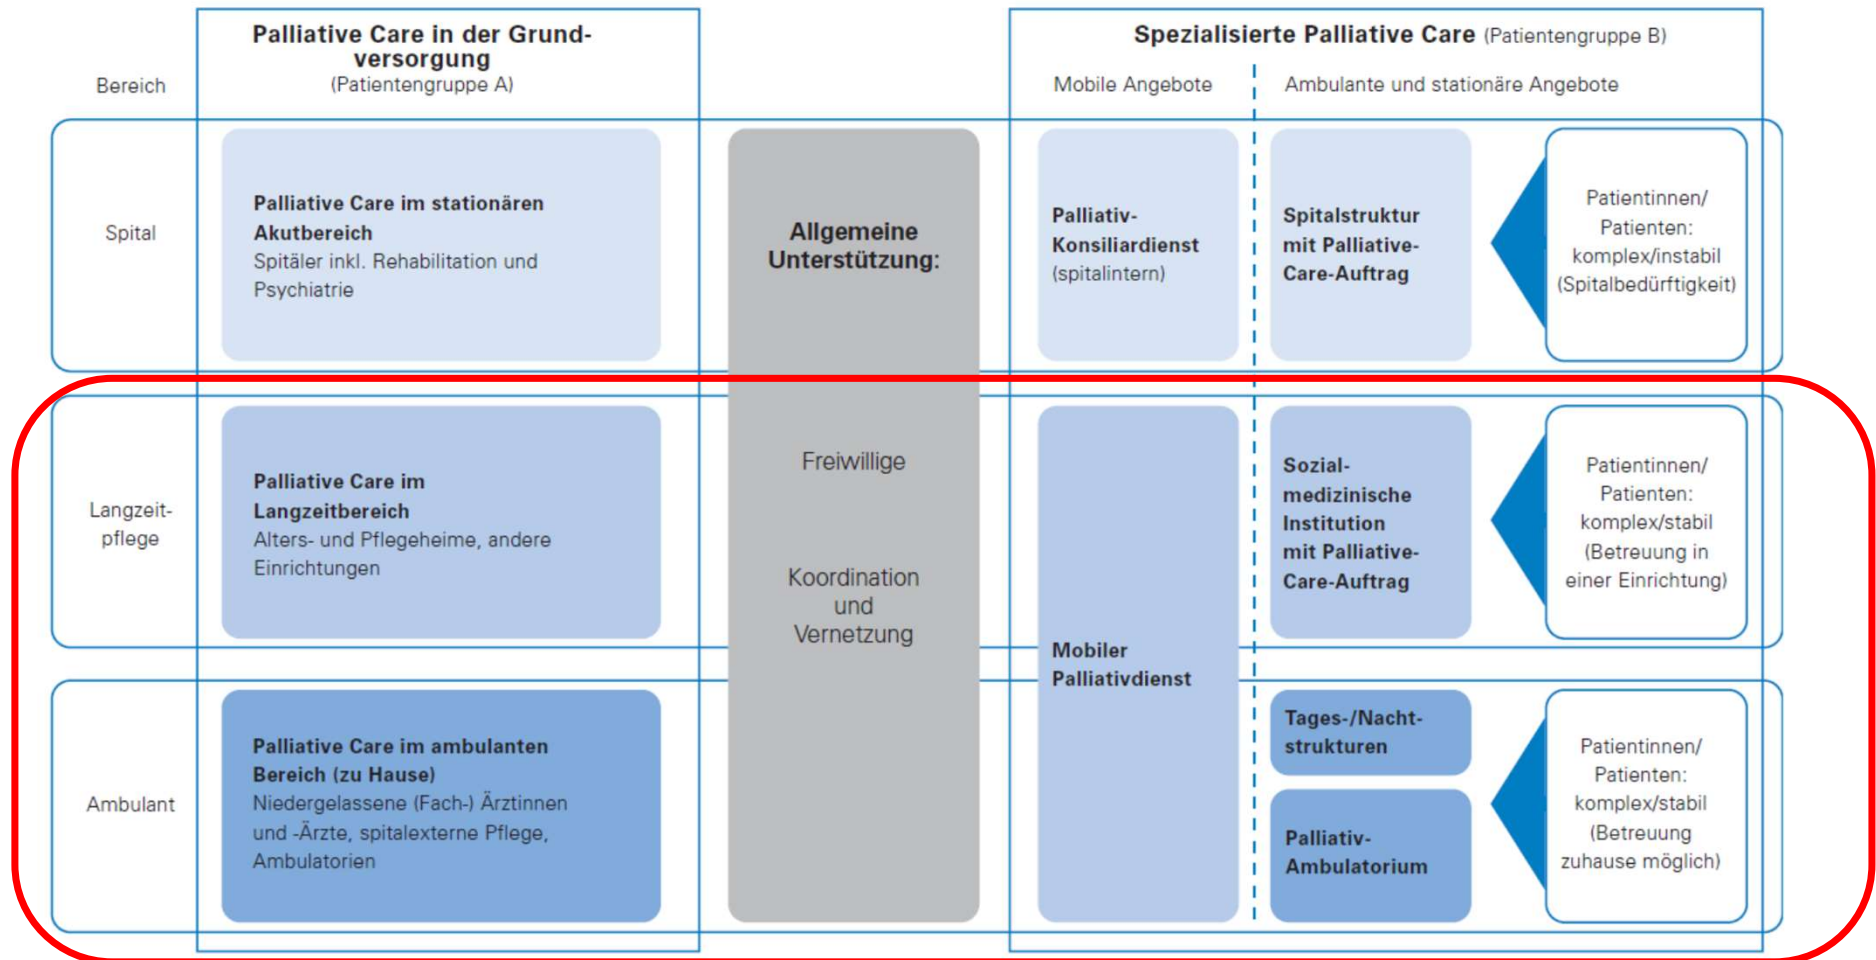 Palliative Care in der Grund-
versorgung
(Patientengruppe A)
Spezialisierte Palliative Care (Patientengruppe B)
Bereich
Mobile Angebote
Ambulante und stationäre Angebote
Spital
Palliative Care im stationären
Akutbereich
Spitäler inkl. Rehabilitation und
Psychiatrie
Allgemeine
Unterstützung:
Palliativ-
Konsiliardienst
(spitalintern)
Spitalstruktur
mit Palliative-
Care-Auftrag
Patientinnen/
Patienten:
komplex/instabil
(Spitalbedürftigkeit)
Langzeit-
pflege
Palliative Care im
Langzeitbereich
Alters- und Pflegeheime, andere
Einrichtungen
Freiwillige
Koordination
und
Vernetzung
Mobiler
Palliativdienst
Sozial-
medizinische
Institution
mit Palliative-
Care-Auftrag
Patientinnen/
Patienten:
komplex/stabil
(Betreuung in
einer Einrichtung)
Ambulant
Palliative Care im ambulanten
Bereich (zu Hause)
Niedergelassene (Fach-) Ärztinnen
und -Ärzte, spitalexterne Pflege,
Ambulatorien
Tages-/Nacht-
strukturen
Palliativ-
Ambulatorium
Patientinnen/
Patienten:
komplex/stabil
(Betreuung
zuhause möglich)